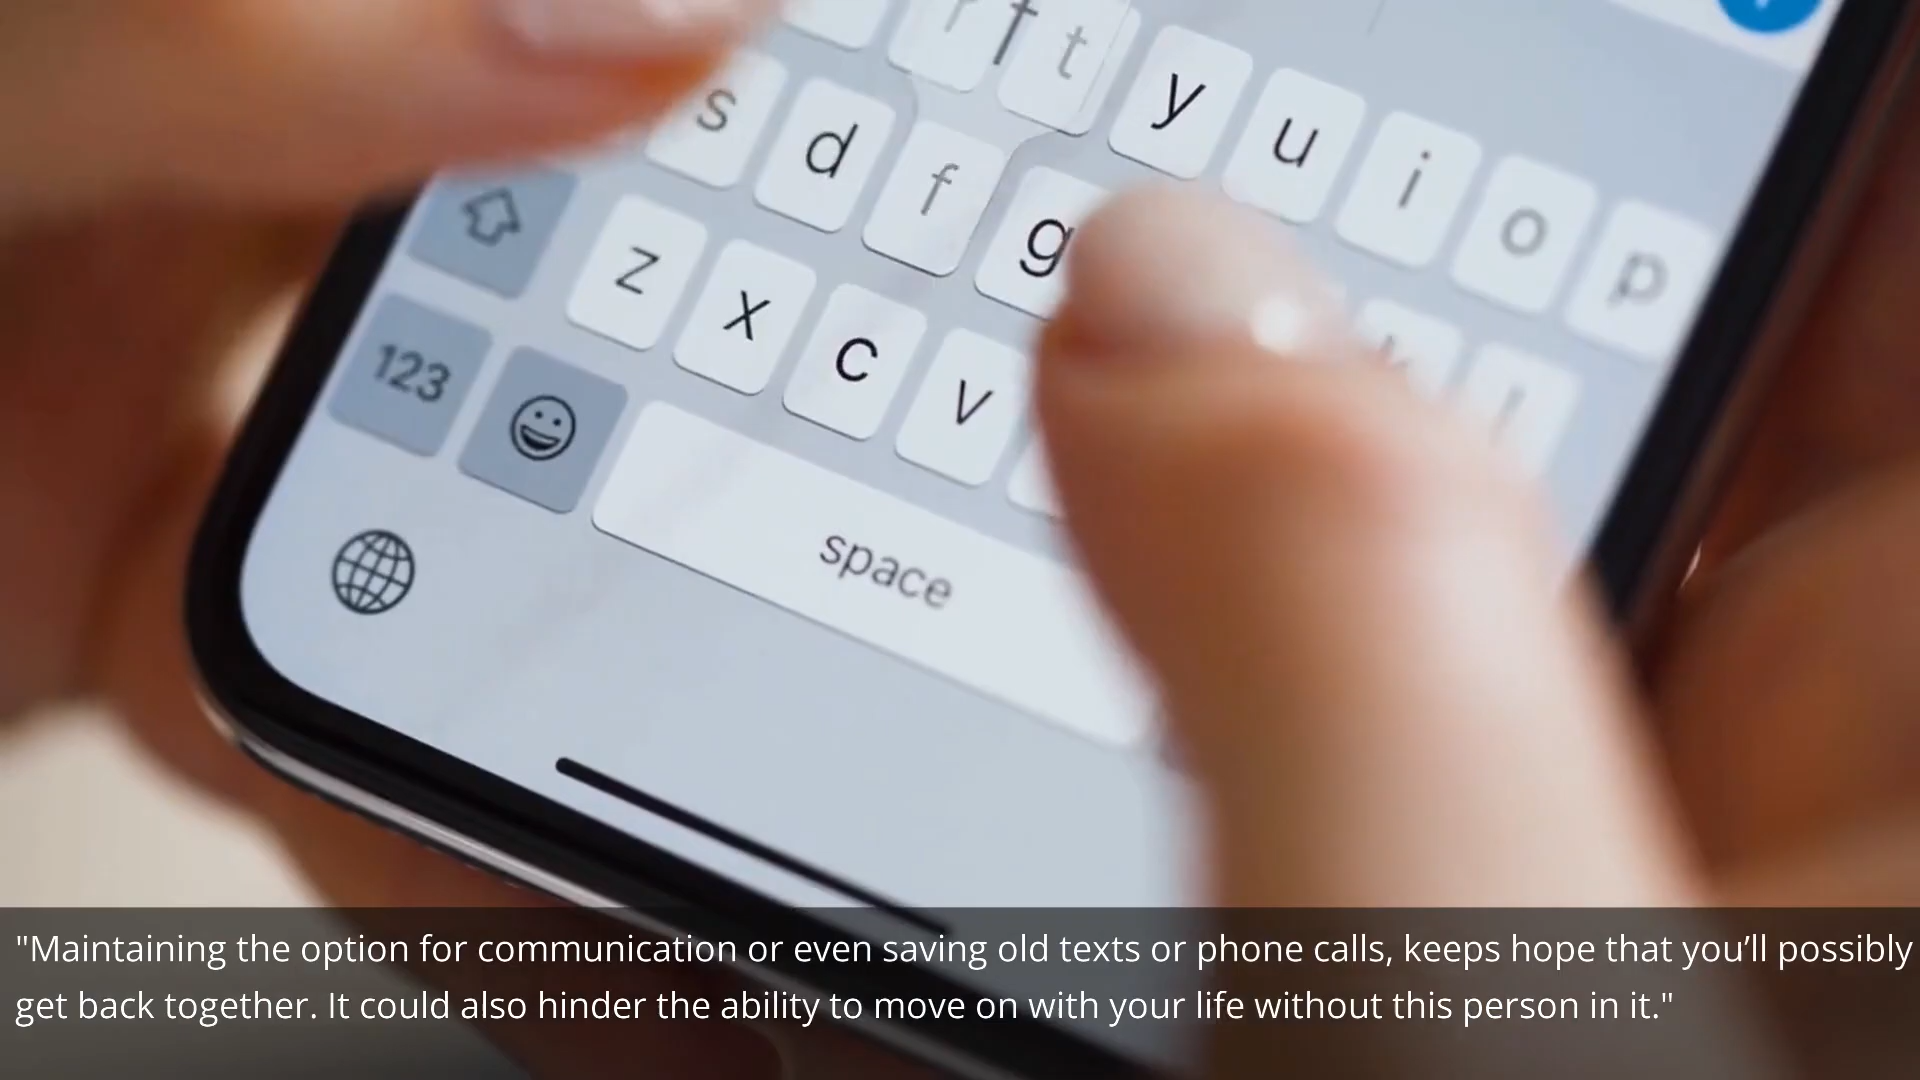 r f t y u i o p
s d f g
z x c v
123
space
"Maintaining the option for communication or even saving old texts or phone calls, keeps hope that you’ll possibly
get back together. It could also hinder the ability to move on with your life without this person in it."